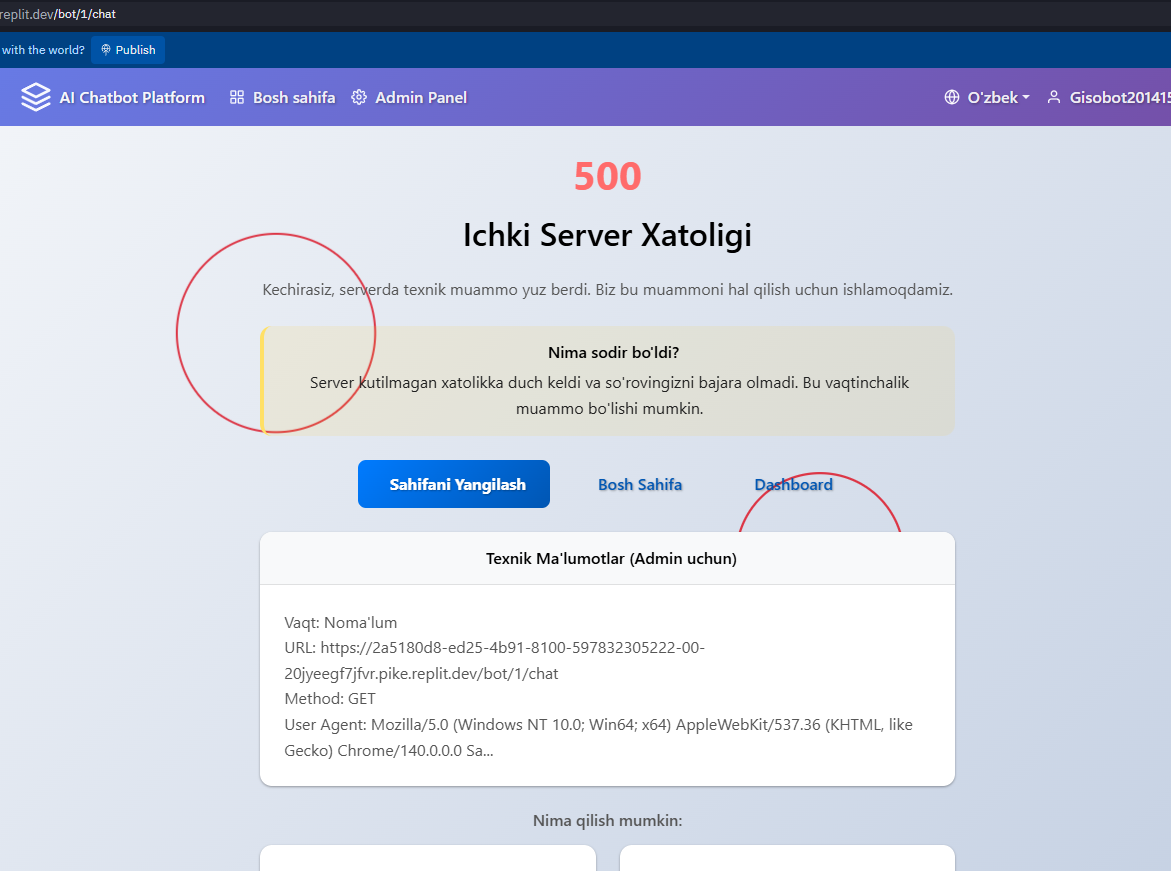 replit.dev/bot/1/chat
with the world? Publish
AI Chatbot Platform Bosh sahifa Admin Panel O'zbek Gisobot201415
500
Ichki Server Xatoligi
Kechirasiz, serverda texnik muammo yuz berdi. Biz bu muammoni hal qilish uchun ishlamoqdamiz.
Nima sodir bo'ldi?
Server kutilmagan xatolikka duch keldi va so'rovingizni bajara olmadi. Bu vaqtinchalik
muammo bo'lishi mumkin.
Sahifani Yangilash Bosh Sahifa Dashboard
Texnik Ma'lumotlar (Admin uchun)
Vaqt: Noma'lum
URL: https://2a5180d8-ed25-4b91-8100-597832305222-00-
20jyeegf7jfvr.pike.replit.dev/bot/1/chat
Method: GET
User Agent: Mozilla/5.0 (Windows NT 10.0; Win64; x64) AppleWebKit/537.36 (KHTML, like
Gecko) Chrome/140.0.0.0 Sa...
Nima qilish mumkin: